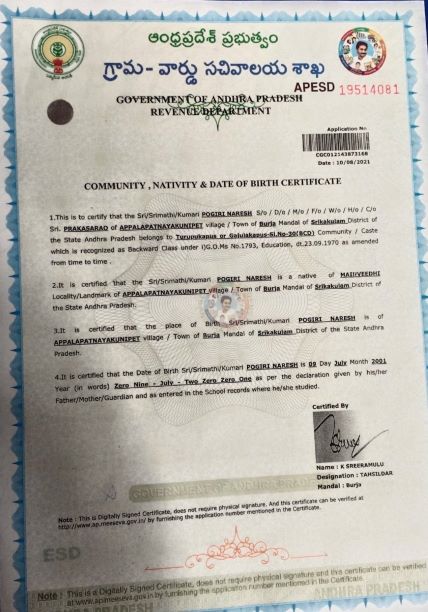 ఆంధ్రప్రదేశ్ ప్రభుత్వం
గ్రామ - వార్డు సచివాలయ శాఖ
APESD 19514081
GOVERNMENT OF ANDHRA PRADESH
REVENUE DEPARTMENT
Application No
CGC012143873168
Date : 10/08/2021
COMMUNITY , NATIVITY & DATE OF BIRTH CERTIFICATE
1.This is to certify that the Sri/Srimathi/Kumari POGIRI NARESH S/o / D/o / M/o / F/o / W/o / H/o / C/o
Sri. PRAKASARAO of APPALAPATNAYAKUNIPET village / Town of Burja Mandal of Srikakulam District of
the State Andhra Pradesh belongs to Turupukapus or Gajulakapus-Sl.No-30(BCD) Community / Caste
which is recognized as Backward Class under i)G.O.Ms No.1793, Education, dt.23.09.1970 as amended
from time to time .
2.It is certified that the Sri/Srimathi/Kumari POGIRI NARESH is a native of MAIIVEEDHI
Locality/Landmark of APPALAPATNAYAKUNIPET village / Town of Burja Mandal of Srikakulam District of
the State of Andhra Pradesh.
3.It is certified that the place of Birth Sri/Srimathi/Kumari POGIRI NARESH is of
APPALAPATNAYAKUNIPET village / Town of Burja Mandal of Srikakulam District of the State Andhra
Pradesh.
4.It is certified that the Date of Birth Sri/Srimathi/Kumari POGIRI NARESH is 09 Day July Month 2001
Year (in words) Zero Nine - July - Two Zero Zero One as per the declaration given by his/her
Father/Mother/Guardian and as entered in the School records where he/she studied.
Certified By
Name : K SREERAMULU
Designation : TAHSILDAR
Mandal : Burja
GOVERNMENT OF ANDHRA PRADESH
Note : This is Digitally Signed Certificate, does not require physical signature. And this certificate can be verified at
http://www.apmeeseva.gov.in/ by furnishing the application number mentioned in the Certificate.
ESD
Note : This is a Digitally Signed Certificate, does not require physical signature and this certificate can be verified
at www.apmeeseva.gov.in by furnishing the application number mentioned in the Certificate.
ANDHRA PRADESH